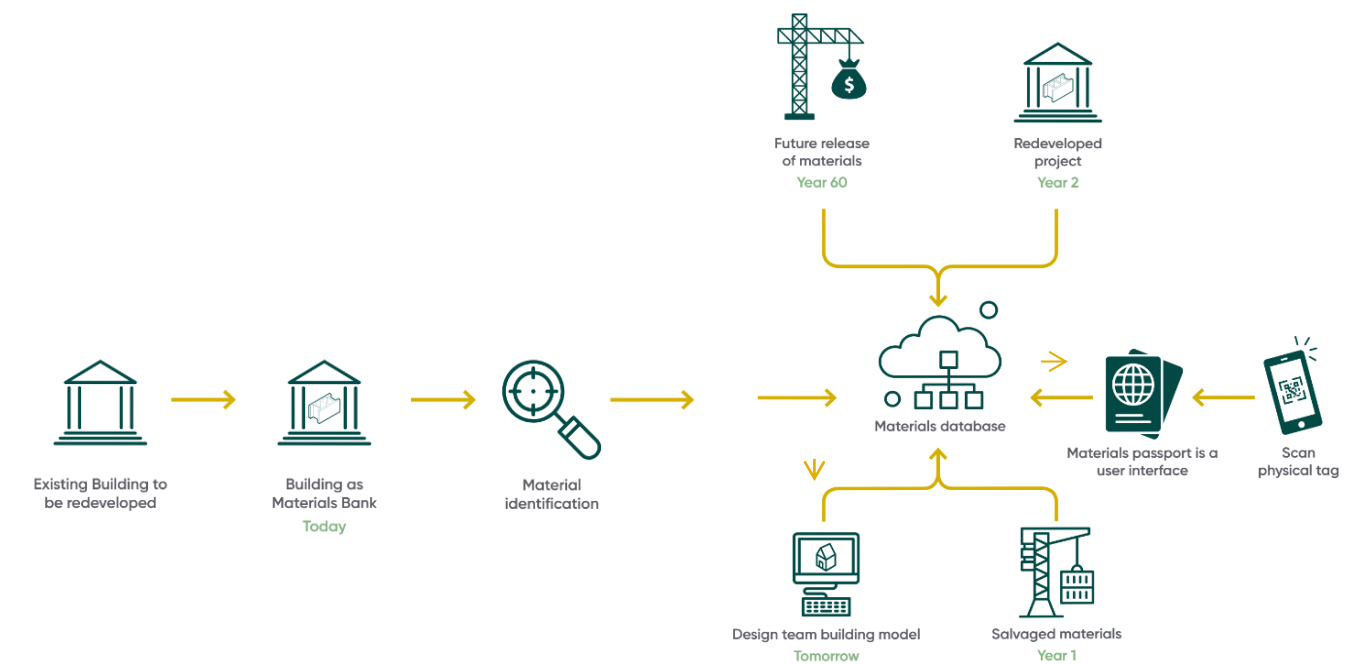 $
Future release
of materials
Year 60
Redeveloped
project
Year 2
Existing Building to
be redeveloped
Building as
Materials Bank
Today
Material
identification
Materials database
Materials passport is a
user interface
Scan
physical tag
Design team building model
Tomorrow
Salvaged materials
Year 1